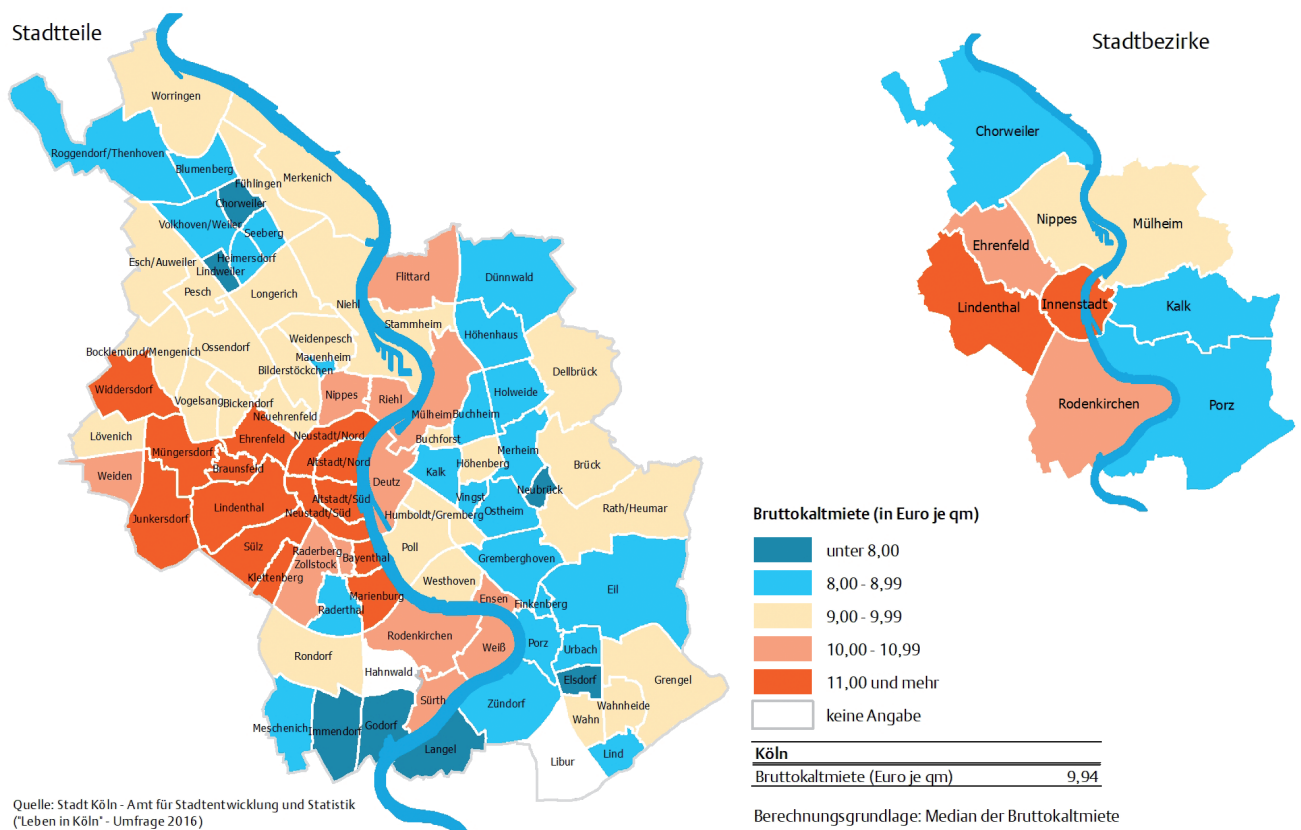 Stadtteile
Stadtbezirke
Worringen
Roggendorf/Thenhoven
Blumenberg
Fühlingen
Merkenich
Chorweiler
Volkhoven/Weiler
Seeberg
Heimersdorf
Lindweiler
Esch/Auweiler
Pesch
Longerich
Niehl
Flittard
Dünnwald
Stammheim
Höhenhaus
Weidenpesch
Mauenheim
Ossendorf
Bocklemünd/Mengenich
Bilderstöckchen
Dellbrück
Widdersdorf
Vogelsang
Bickendorf
Nippes
Riehl
Holweide
Neuehrenfeld
Mülheim
Buchheim
Lövenich
Ehrenfeld
Neustadt/Nord
Buchforst
Müngersdorf
Altstadt/Nord
Merheim
Höhenberg
Brück
Weiden
Braunsfeld
Kalk
Deutz
Neubrück
Lindenthal
Altstadt/Süd
Vingst
Ostheim
Rath/Heumar
Junkersdorf
Neustadt/Süd
Humboldt/Gremberg
Sülz
Raderberg
Zollstock
Bayenthal
Poll
Gremberghoven
Klettenberg
Westhoven
Eil
Marienburg
Raderthal
Ensen
Finkenberg
Rodenkirchen
Weiß
Porz
Urbach
Rondorf
Hahnwald
Elsdorf
Grengel
Sürth
Zündorf
Wahnheide
Wahn
Meschenich
Immendorf
Godorf
Langel
Libur
Lind
Chorweiler
Nippes
Mülheim
Ehrenfeld
Lindenthal
Innenstadt
Kalk
Rodenkirchen
Porz
Bruttokaltmiete (in Euro je qm)
unter 8,00
8,00 - 8,99
9,00 - 9,99
10,00 - 10,99
11,00 und mehr
keine Angabe
Köln
Bruttokaltmiete (Euro je qm) 9,94
Berechnungsgrundlage: Median der Bruttokaltmiete
Quelle: Stadt Köln - Amt für Stadtentwicklung und Statistik
("Leben in Köln" - Umfrage 2016)